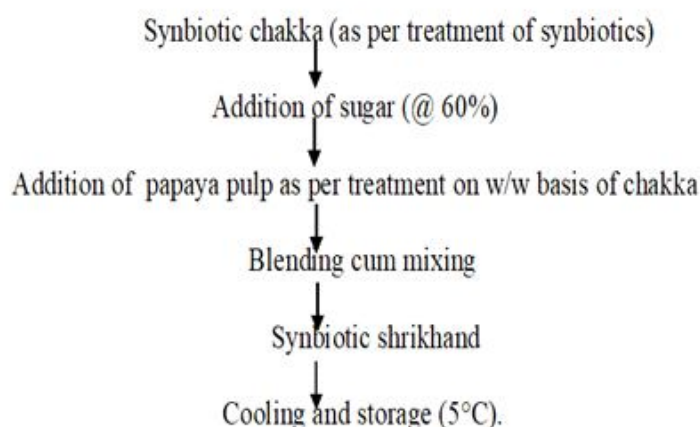 Synbiotic chakka (as per treatment of synbiotics)
Addition of sugar (@ 60%)
Addition of papaya pulp as per treatment on w/w basis of chakka
Blending cum mixing
Synbiotic shrikhand
Cooling and storage (5°C).